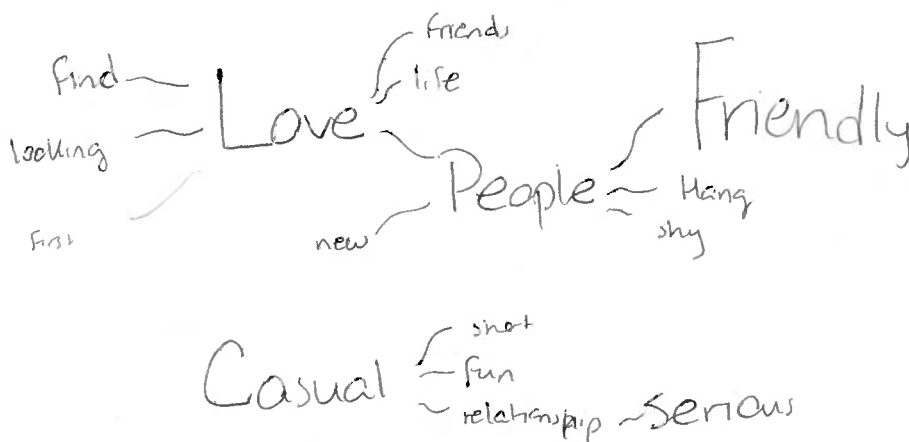 friends
find
life
Love
Friendly
looking
People
Hang
first
new
shy
short
Casual
fun
relationship
Serious